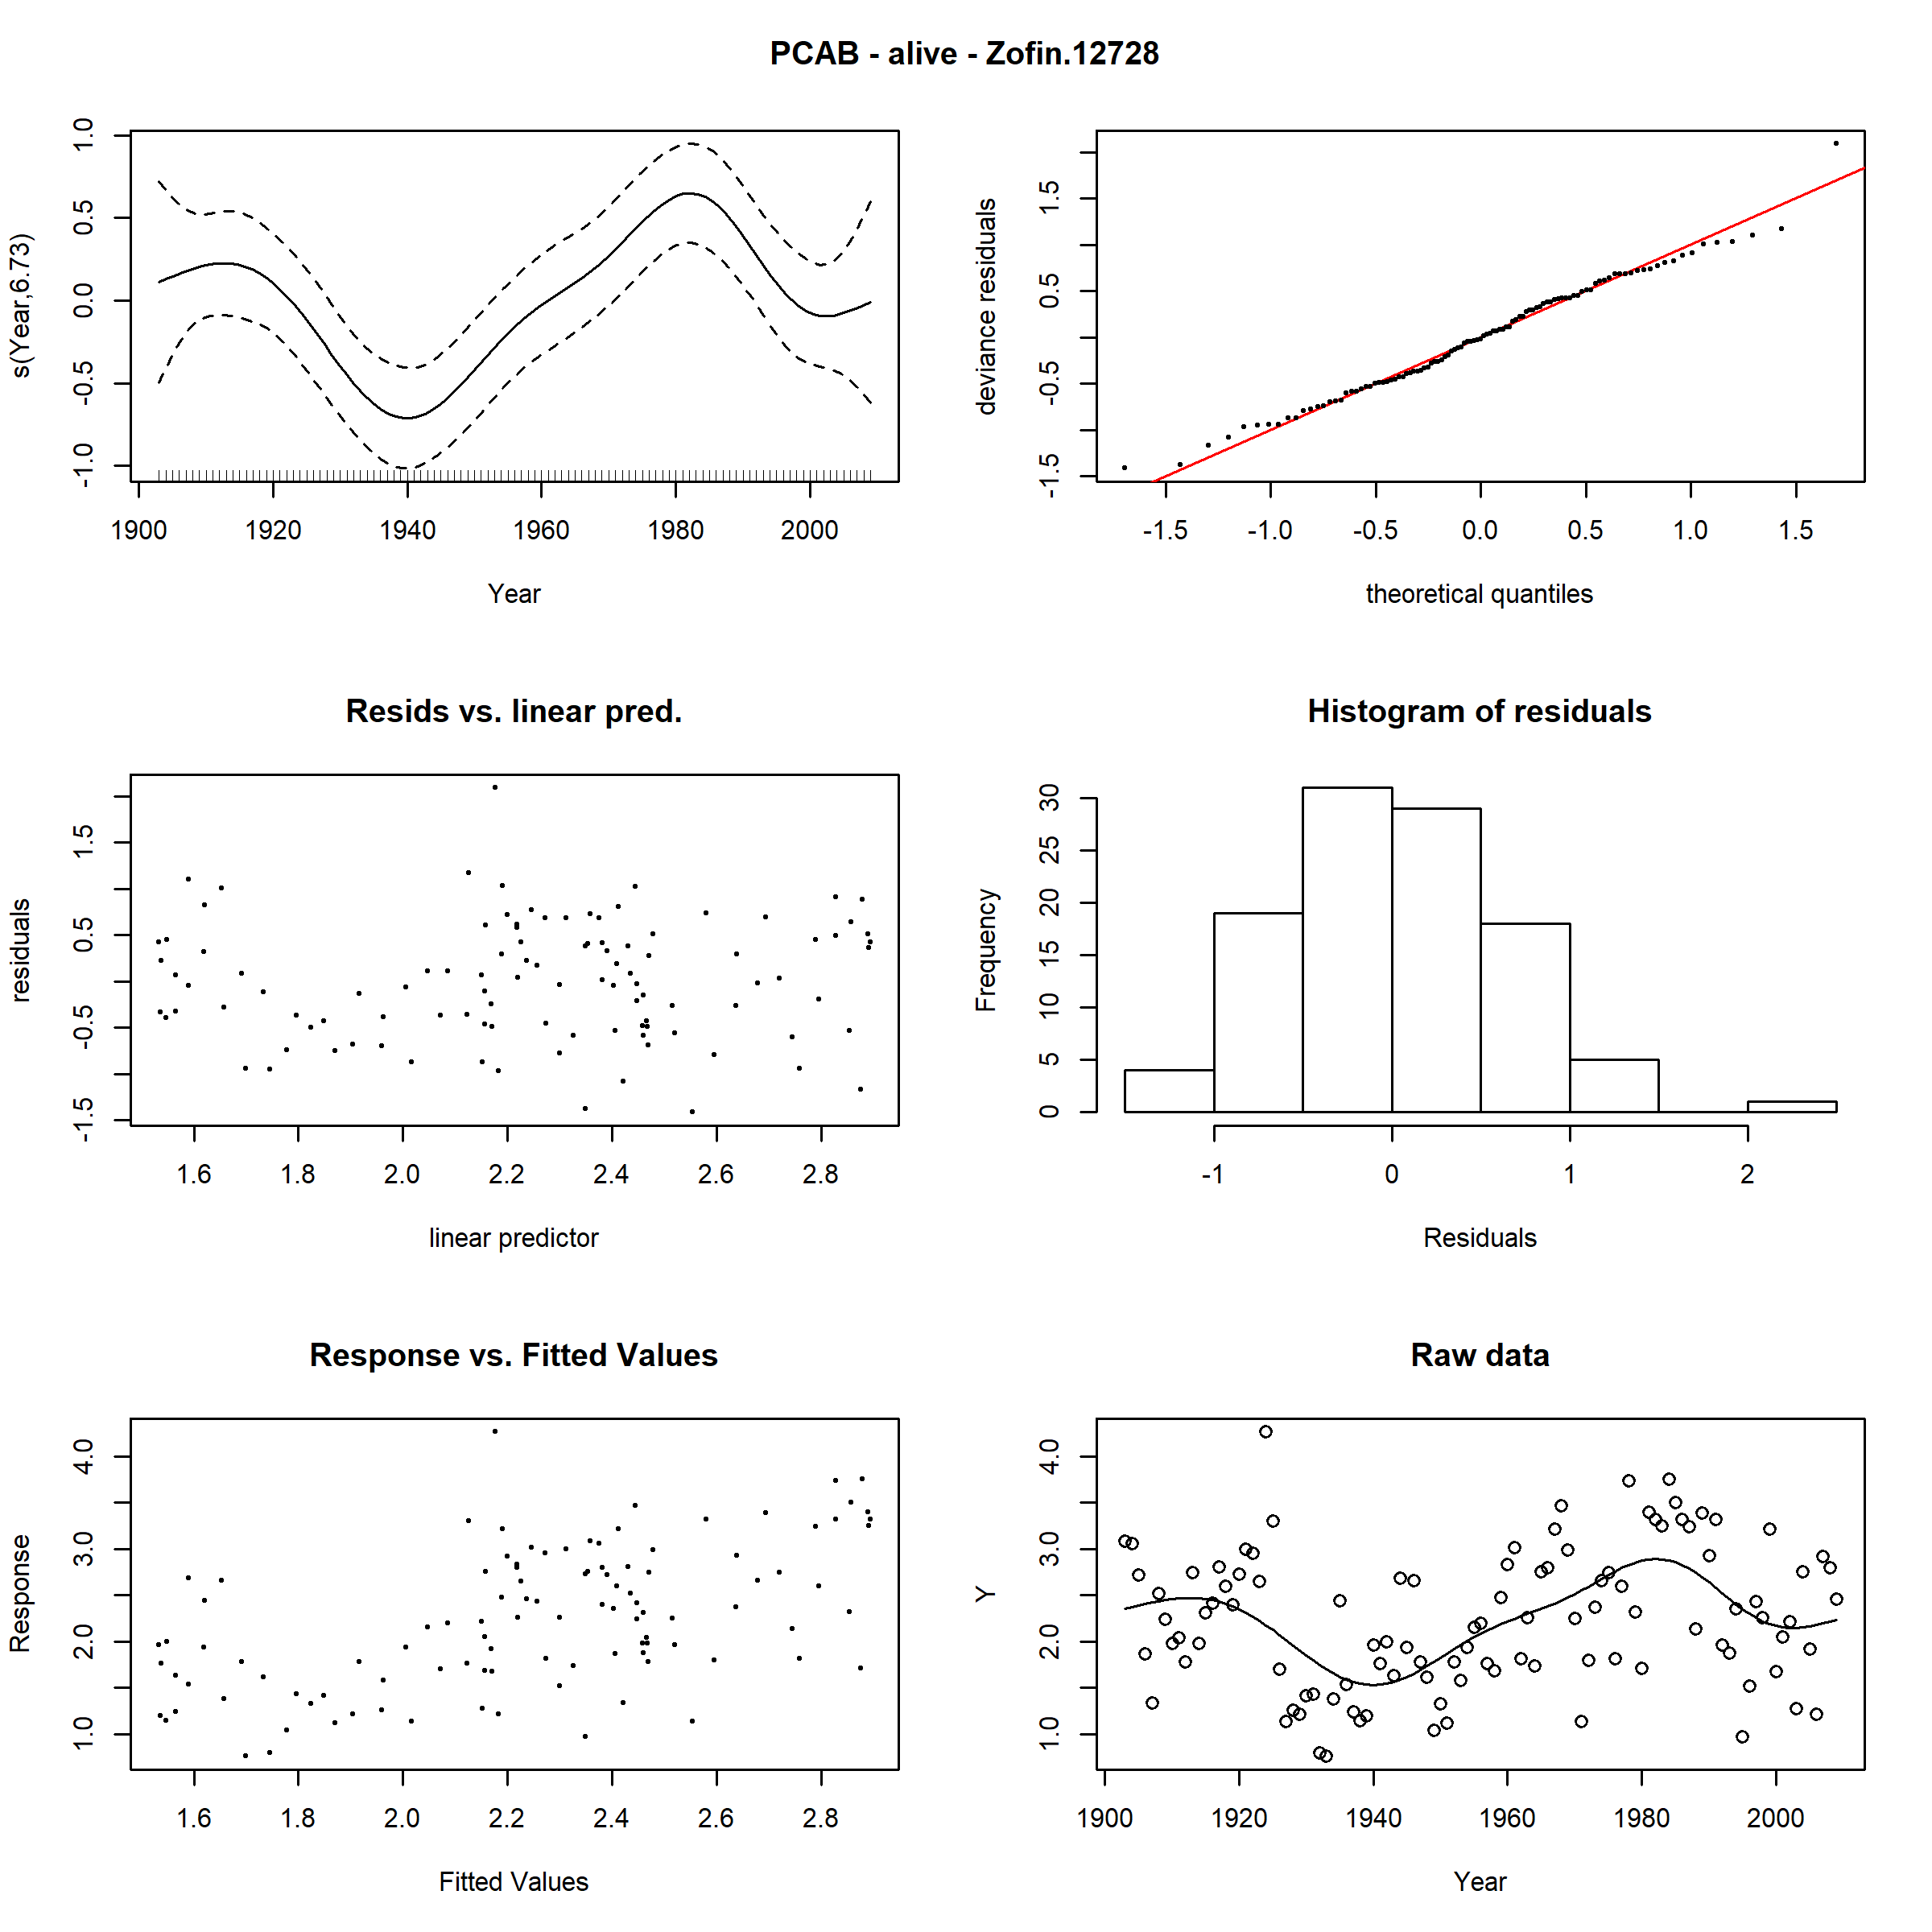 PCAB - alive - Zofin.12728
s(Year,6.73)
-1.0 -0.5 0.0 0.5 1.0
1900 1920 1940 1960 1980 2000
Year
deviance residuals
-1.5 -0.5 0.5 1.5
-1.5 -1.0 -0.5 0.0 0.5 1.0 1.5
theoretical quantiles
Resids vs. linear pred.
residuals
-1.5 -0.5 0.5 1.5
1.6 1.8 2.0 2.2 2.4 2.6 2.8
linear predictor
Histogram of residuals
Frequency
0 5 10 15 20 25 30
-1 0 1 2
Residuals
Response vs. Fitted Values
Response
1.0 2.0 3.0 4.0
1.6 1.8 2.0 2.2 2.4 2.6 2.8
Fitted Values
Raw data
Y
1.0 2.0 3.0 4.0
1900 1920 1940 1960 1980 2000
Year